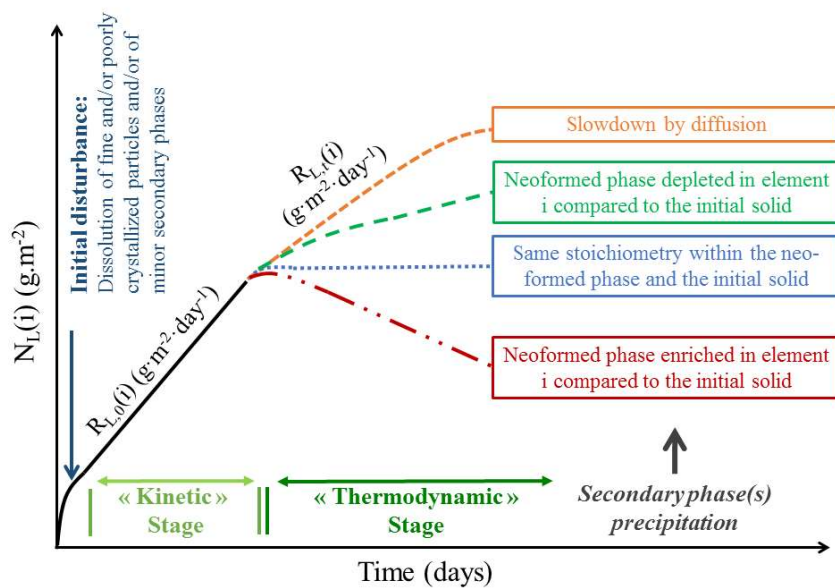 Initial disturbance:
Dissolution of fine and/or poorly
crystallized particles and/or of
minor secondary phases
N_L(i) (g.m⁻²)
R_L,0(i) (g·m⁻²·day⁻¹)
R_L,t(i)
(g·m⁻²·day⁻¹)
Slowdown by diffusion
Neoformed phase depleted in element
i compared to the initial solid
Same stoichiometry within the neo-
formed phase and the initial solid
Neoformed phase enriched in element
i compared to the initial solid
« Kinetic »
Stage
« Thermodynamic »
Stage
Secondary phase(s)
precipitation
Time (days)